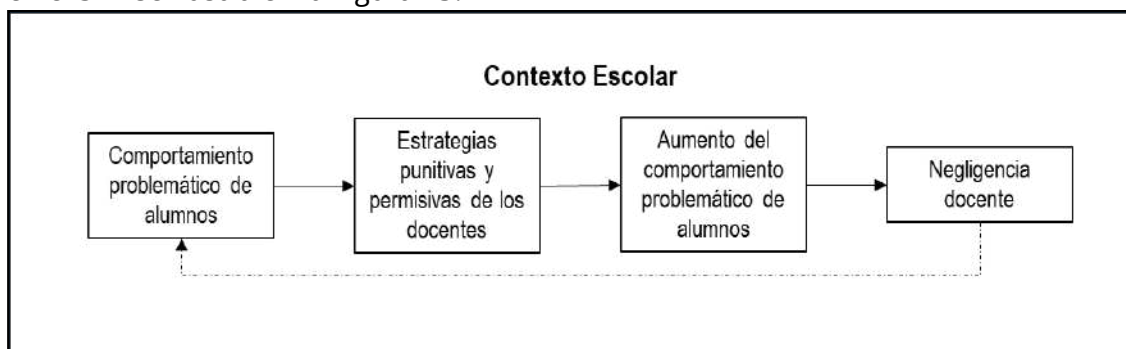 Contexto Escolar
Comportamiento
problemático de
alumnos
Estrategias
punitivas y
permisivas de los
docentes
Aumento del
comportamiento
problemático de
alumnos
Negligencia
docente